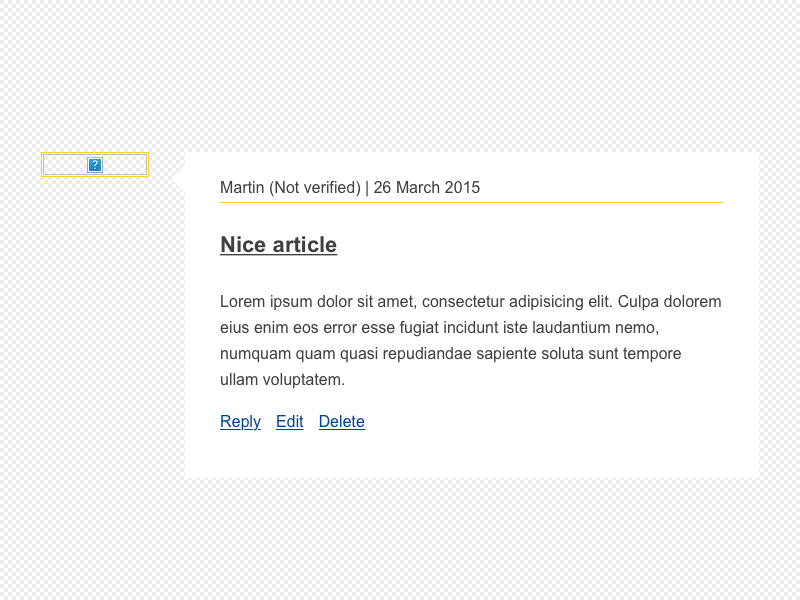 Martin (Not verified) | 26 March 2015
Nice article
Lorem ipsum dolor sit amet, consectetur adipisicing elit. Culpa dolorem
eius enim eos error esse fugiat incidunt iste laudantium nemo,
numquam quam quasi repudiandae sapiente soluta sunt tempore
ullam voluptatem.
Reply Edit Delete